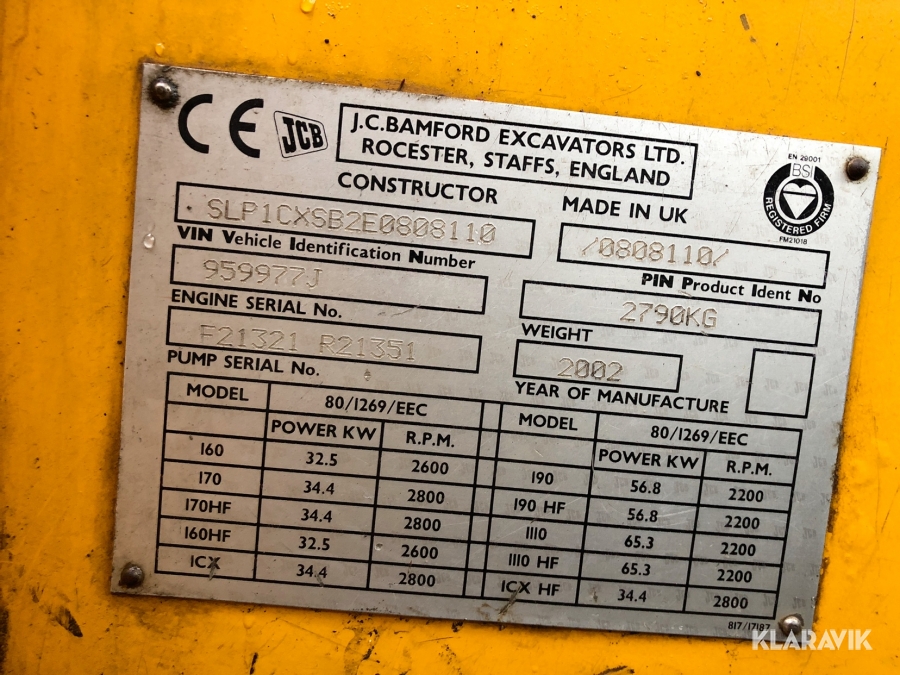 CE JCB
J.C.BAMFORD EXCAVATORS LTD.
ROCESTER, STAFFS, ENGLAND
CONSTRUCTOR
MADE IN UK
EN 29001
BSI
REGISTERED FIRM
FM21018
SLP1CXSB2E0808110
VIN Vehicle Identification Number
/0808110/
PIN Product Ident No
959977J
ENGINE SERIAL No.
2790KG
WEIGHT
F21321 R21351
PUMP SERIAL No.
2002
YEAR OF MANUFACTURE
MODEL 80/1269/EEC MODEL 80/1269/EEC
POWER KW R.P.M. POWER KW R.P.M.
160 32.5 2600 190 56.8 2200
170 34.4 2800 190 HF 56.8 2200
170HF 34.4 2800 1110 65.3 2200
160HF 32.5 2600 1110 HF 65.3 2200
1CX 34.4 2800 1CX HF 34.4 2800
817/17187
KLARAVIK